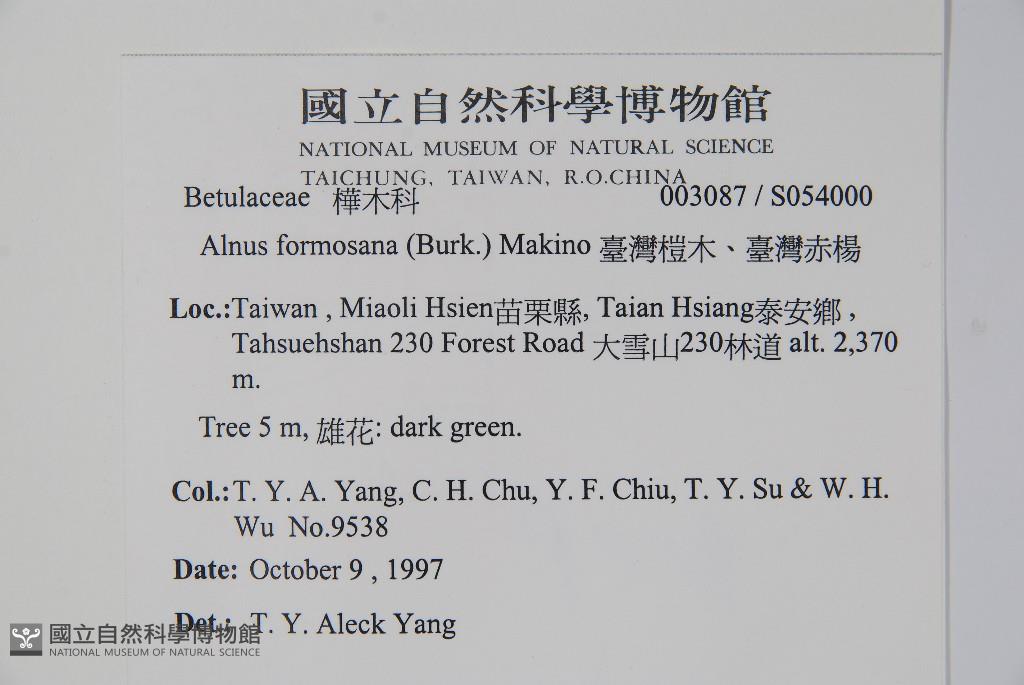 國立自然科學博物館
NATIONAL MUSEUM OF NATURAL SCIENCE
TAICHUNG, TAIWAN, R.O.CHINA
Betulaceae 樺木科 003087 / S054000
Alnus formosana (Burk.) Makino 臺灣榿木、臺灣赤楊
Loc.:Taiwan , Miaoli Hsien苗栗縣, Taian Hsiang泰安鄉 ,
Tahsuehshan 230 Forest Road 大雪山230林道 alt. 2,370
m.
Tree 5 m, 雄花: dark green.
Col.:T. Y. A. Yang, C. H. Chu, Y. F. Chiu, T. Y. Su & W. H.
Wu No.9538
Date: October 9 , 1997
Det.: T. Y. Aleck Yang
國立自然科學博物館
NATIONAL MUSEUM OF NATURAL SCIENCE